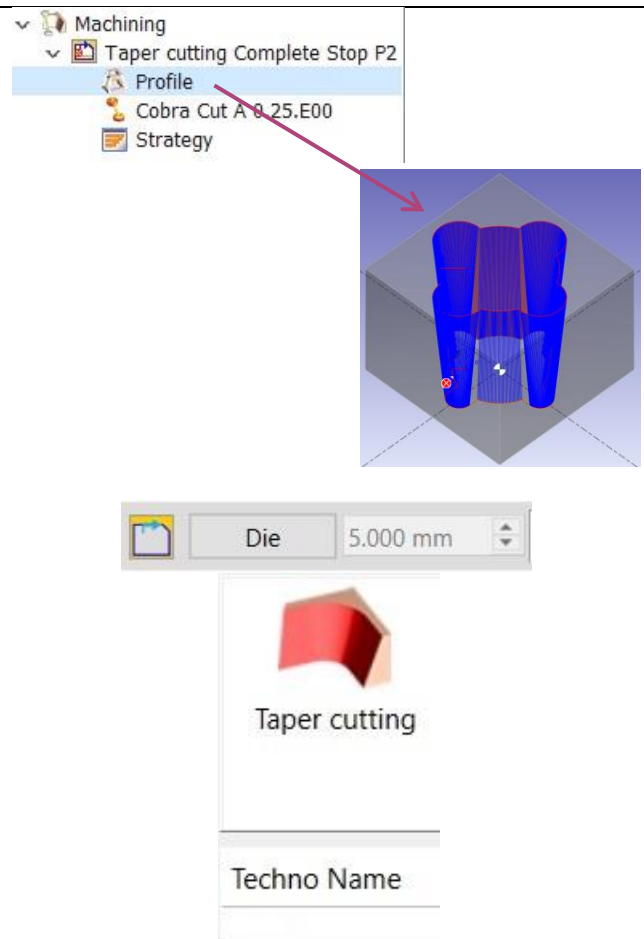 Machining
Taper cutting Complete Stop P2
Profile
Cobra Cut A 0.25.E00
Strategy
Die 5.000 mm
Taper cutting
Techno Name